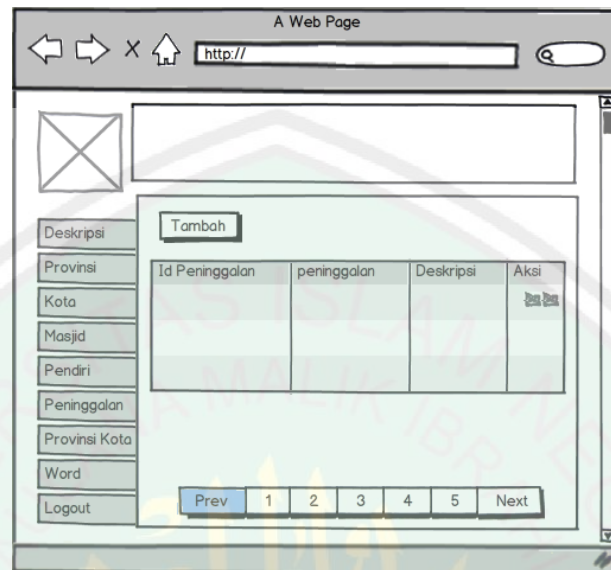 A Web Page
http://
Tambah
Deskripsi
Provinsi
Kota
Masjid
Pendiri
Peninggalan
Provinsi Kota
Word
Logout
Id Peninggalan peninggalan Deskripsi Aksi
Prev 1 2 3 4 5 Next